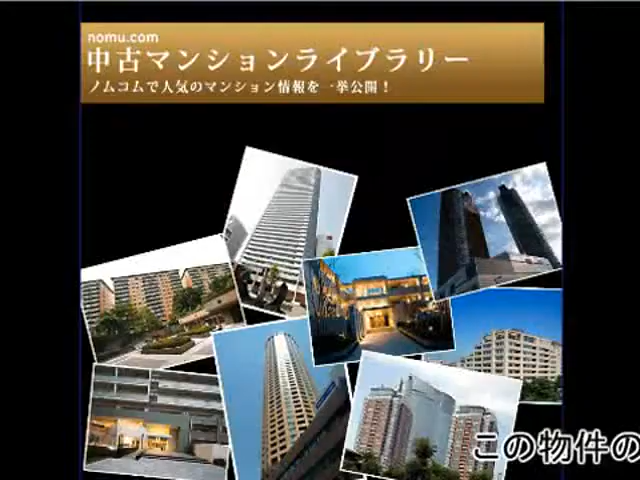 nomu.com
中古マンションライブラリー
ノムコムで人気のマンション情報を一挙公開！
この物件の